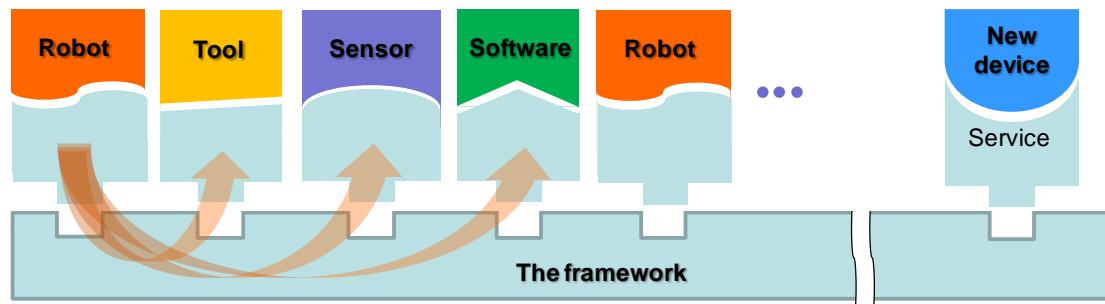 Robot
Tool
Sensor
Software
Robot
New
device
Service
The framework